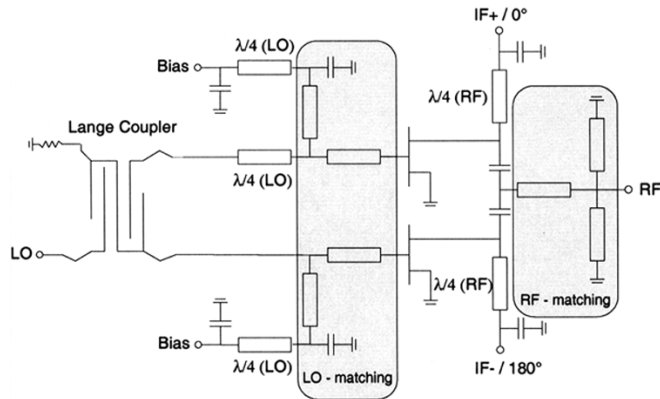 IF+ / 0°
λ/4 (LO)
Bias
λ/4 (RF)
Lange Coupler
λ/4 (LO)
RF
LO
λ/4 (RF)
RF - matching
Bias
λ/4 (LO)
LO - matching
IF- / 180°